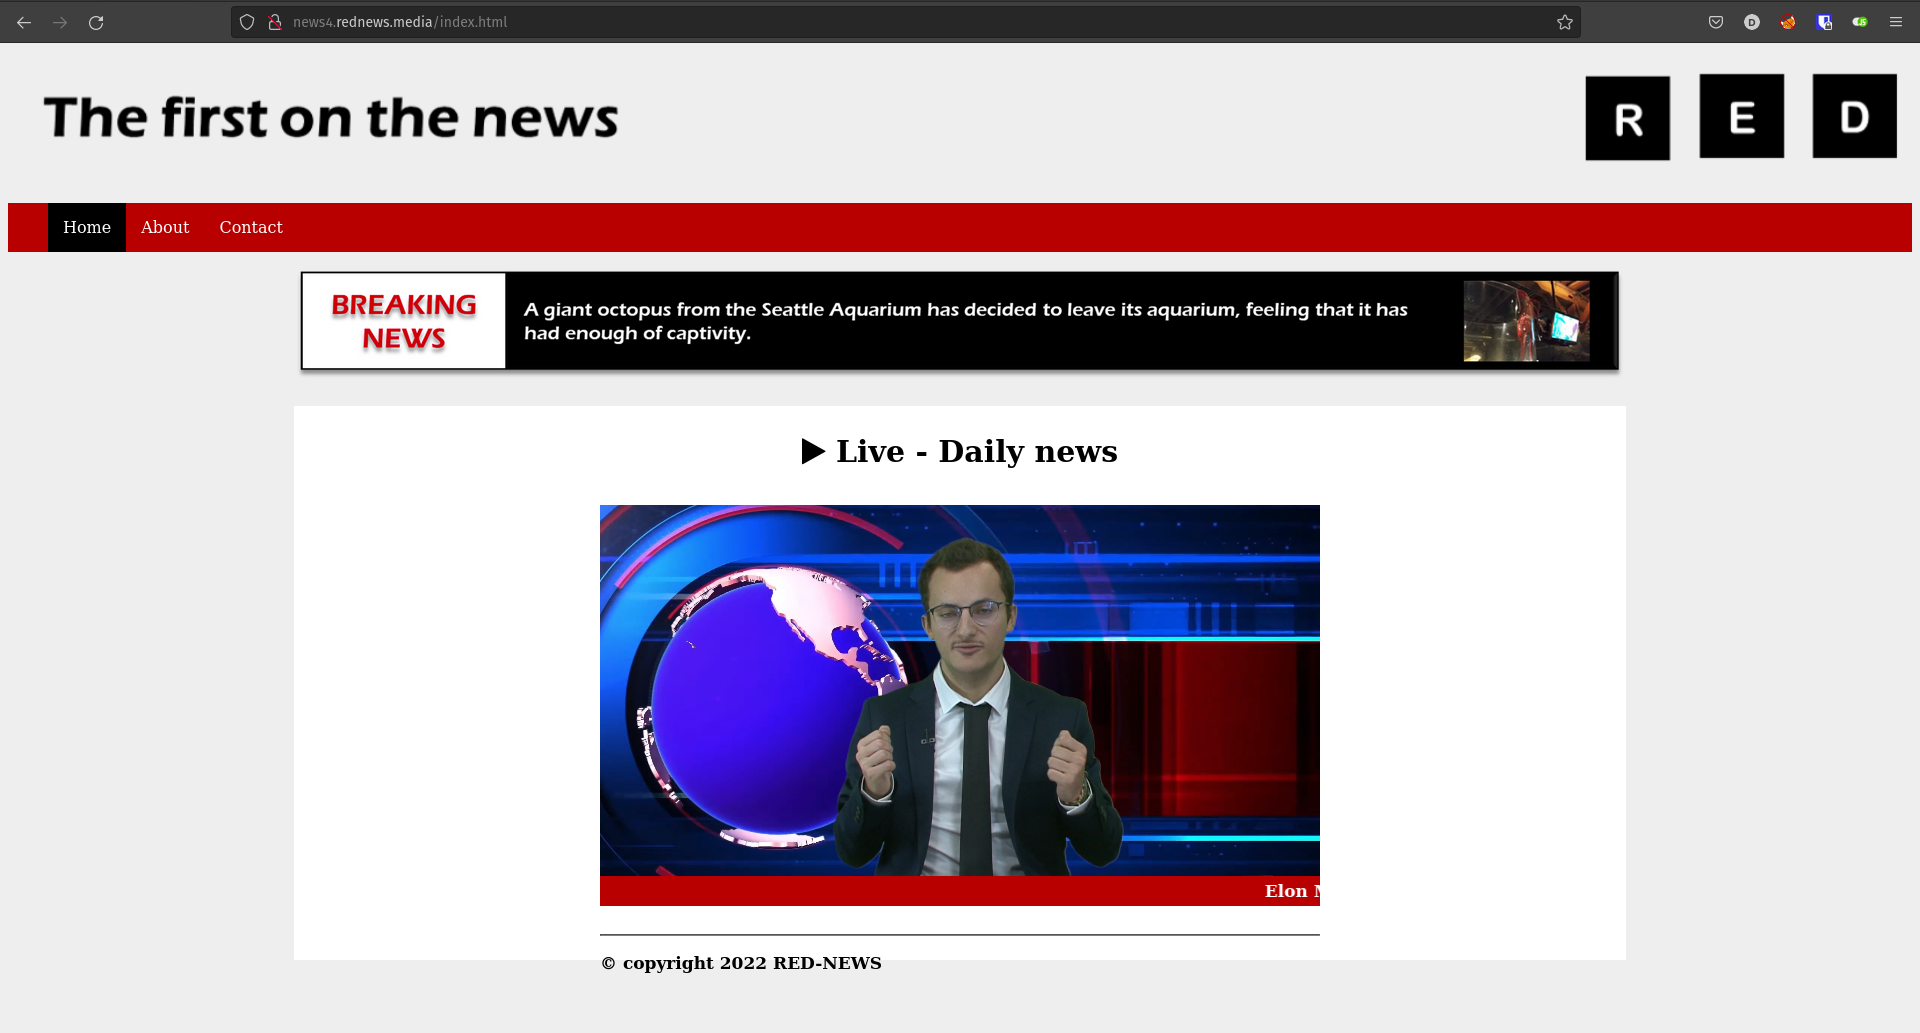 news4.rednews.media/index.html
The first on the news
R E D
Home About Contact
BREAKING
NEWS
A giant octopus from the Seattle Aquarium has decided to leave its aquarium, feeling that it has
had enough of captivity.
▶ Live - Daily news
Elon
© copyright 2022 RED-NEWS